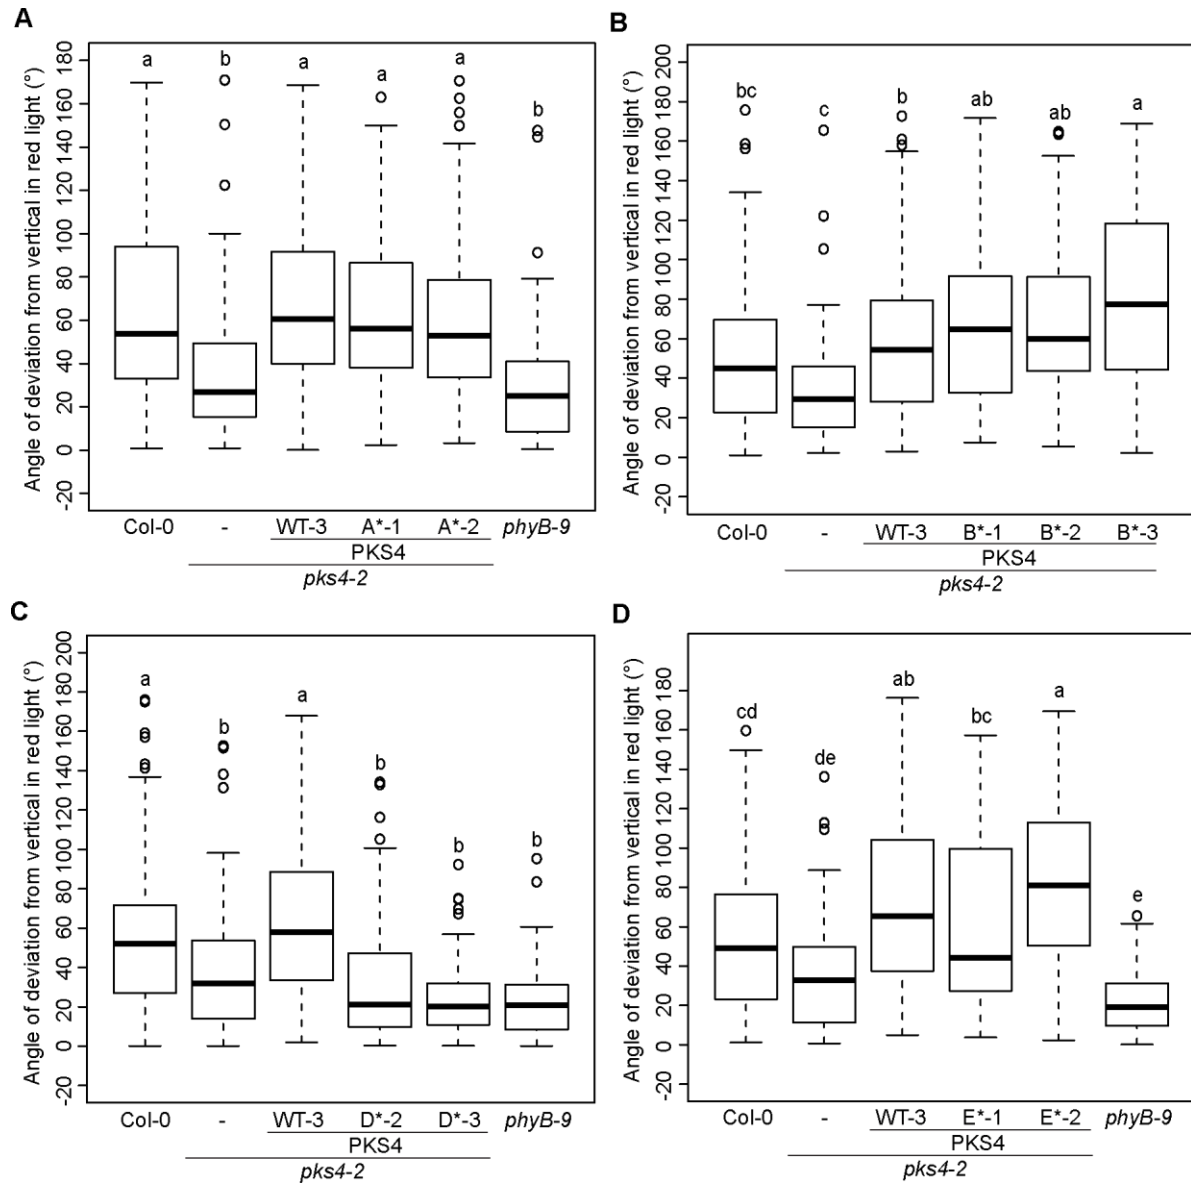 A
Angle of deviation from vertical in red light (°)
180
160
140
120
100
80
60
40
20
0
-20
a b a a a b
Col-0 - WT-3 A*-1 A*-2 phyB-9
PKS4
pks4-2
B
Angle of deviation from vertical in red light (°)
200
180
160
140
120
100
80
60
40
20
0
-20
bc c b ab ab a
Col-0 - WT-3 B*-1 B*-2 B*-3
PKS4
pks4-2
C
Angle of deviation from vertical in red light (°)
200
180
160
140
120
100
80
60
40
20
0
-20
a b a b b b
Col-0 - WT-3 D*-2 D*-3 phyB-9
PKS4
pks4-2
D
Angle of deviation from vertical in red light (°)
180
160
140
120
100
80
60
40
20
0
-20
cd de ab bc a e
Col-0 - WT-3 E*-1 E*-2 phyB-9
PKS4
pks4-2